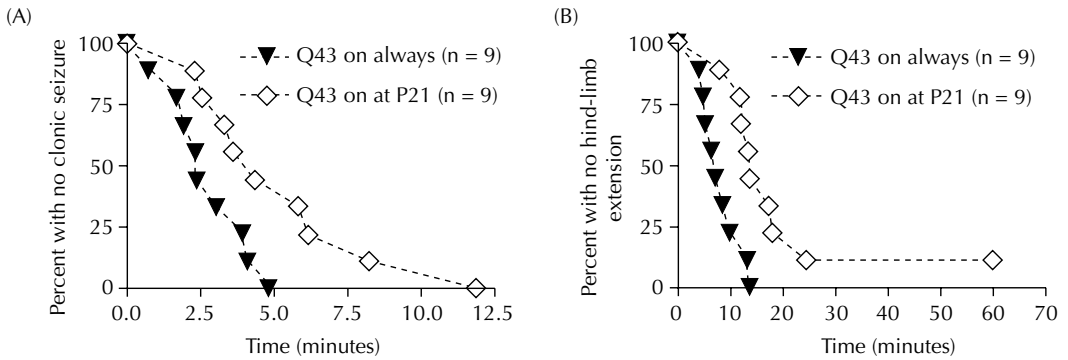 (A)
Percent with no clonic seizure
100
75
50
25
0
Q43 on always (n = 9)
Q43 on at P21 (n = 9)
0.0 2.5 5.0 7.5 10.0 12.5
Time (minutes)
(B)
Percent with no hind-limb
extension
100
75
50
25
0
Q43 on always (n = 9)
Q43 on at P21 (n = 9)
0 10 20 30 40 50 60 70
Time (minutes)